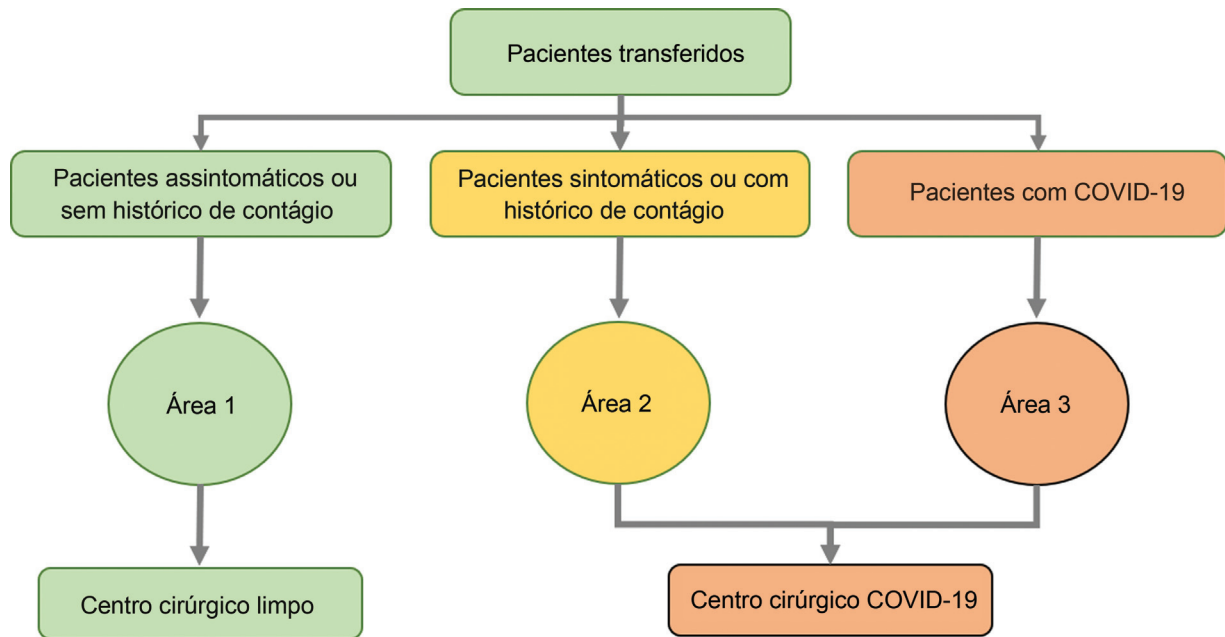 Pacientes transferidos
Pacientes assintomáticos ou
sem histórico de contágio
Pacientes sintomáticos ou com
histórico de contágio
Pacientes com COVID-19
Área 1
Área 2
Área 3
Centro cirúrgico limpo
Centro cirúrgico COVID-19